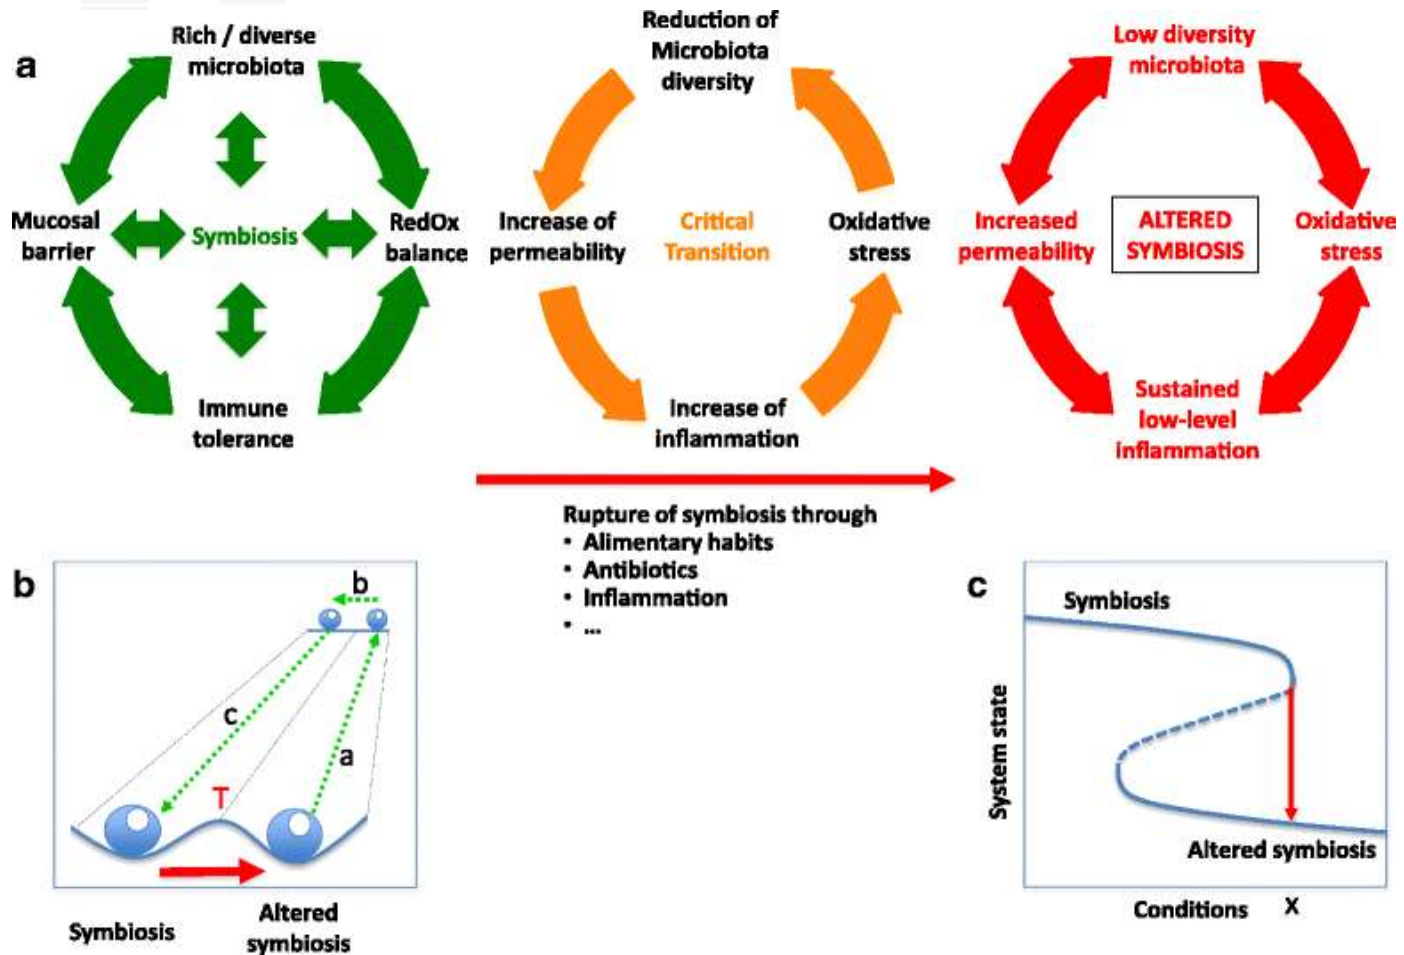 a
Rich / diverse
microbiota
Mucosal
barrier
Symbiosis
RedOx
balance
Immune
tolerance
Reduction of
Microbiota
diversity
Increase of
permeability
Critical
Transition
Oxidative
stress
Increase of
inflammation
Low diversity
microbiota
Increased
permeability
ALTERED
SYMBIOSIS
Oxidative
stress
Sustained
low-level
inflammation
Rupture of symbiosis through
• Alimentary habits
• Antibiotics
• Inflammation
• ...
b
b
c
a
T
Symbiosis
Altered
symbiosis
c
Symbiosis
System state
Altered symbiosis
Conditions X